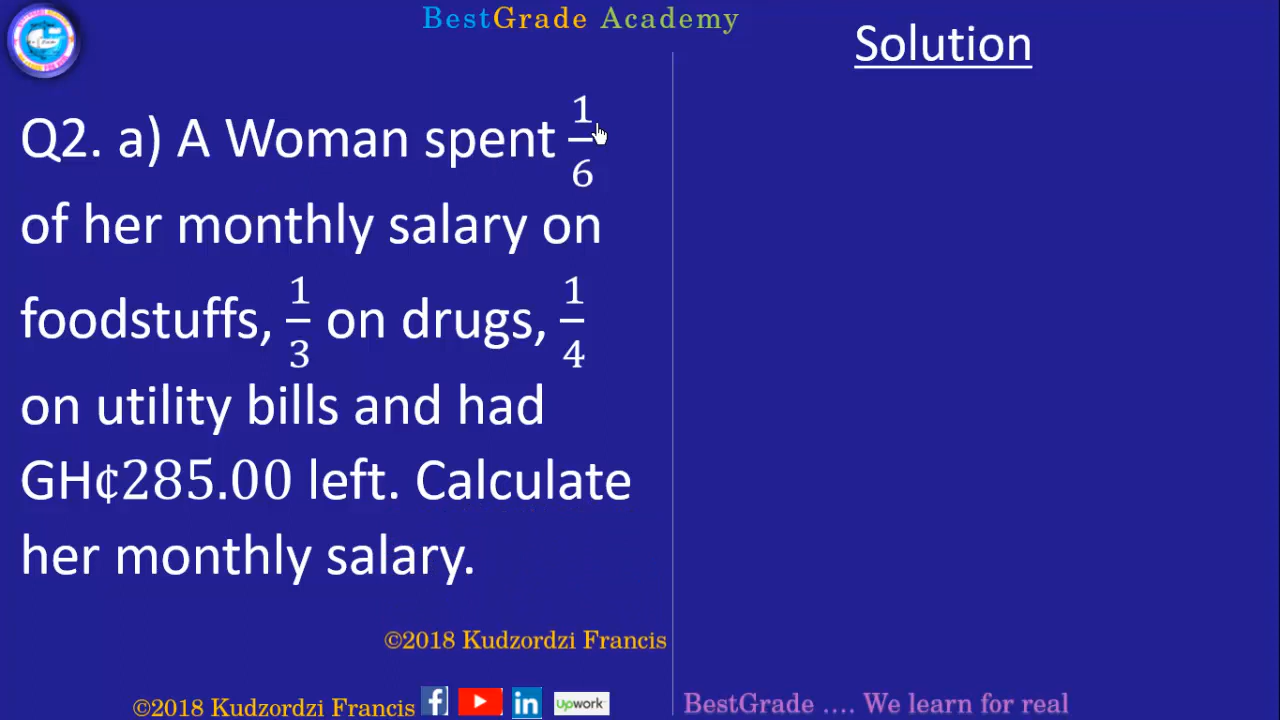 BestGrade Academy
Solution
Q2. a) A Woman spent 1/6
of her monthly salary on
foodstuffs, 1/3 on drugs, 1/4
on utility bills and had
GH¢285.00 left. Calculate
her monthly salary.
©2018 Kudzordzi Francis
©2018 Kudzordzi Francis
f
in
Upwork
BestGrade .... We learn for real